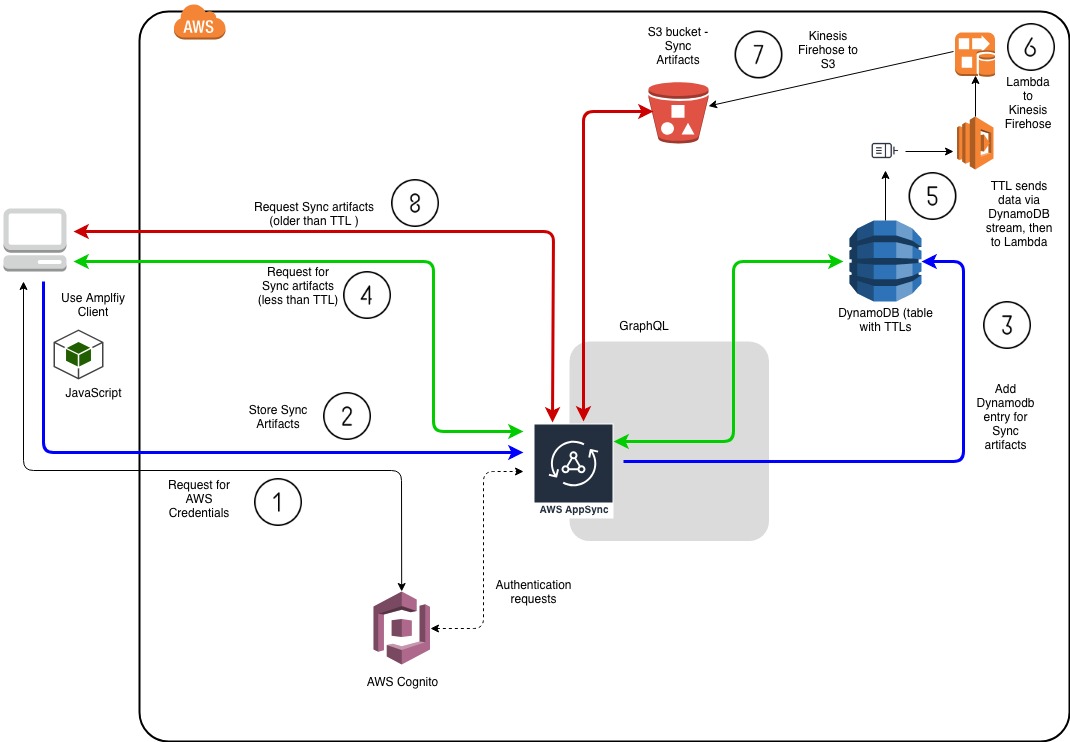 AWS
S3 bucket -
Sync
Artifacts
7
Kinesis
Firehose to
S3
6
Lambda
to
Kinesis
Firehose
5
TTL sends
data via
DynamoDB
stream, then
to Lambda
Request Sync artifacts
(older than TTL )
8
Request for
Sync artifacts
(less than TTL)
4
Use Amplfiy
Client
JavaScript
GraphQL
DynamoDB (table
with TTLs
3
Add
Dynamodb
entry for
Sync
artifacts
Store Sync
Artifacts
2
Request for
AWS
Credentials
1
AWS AppSync
Authentication
requests
AWS Cognito